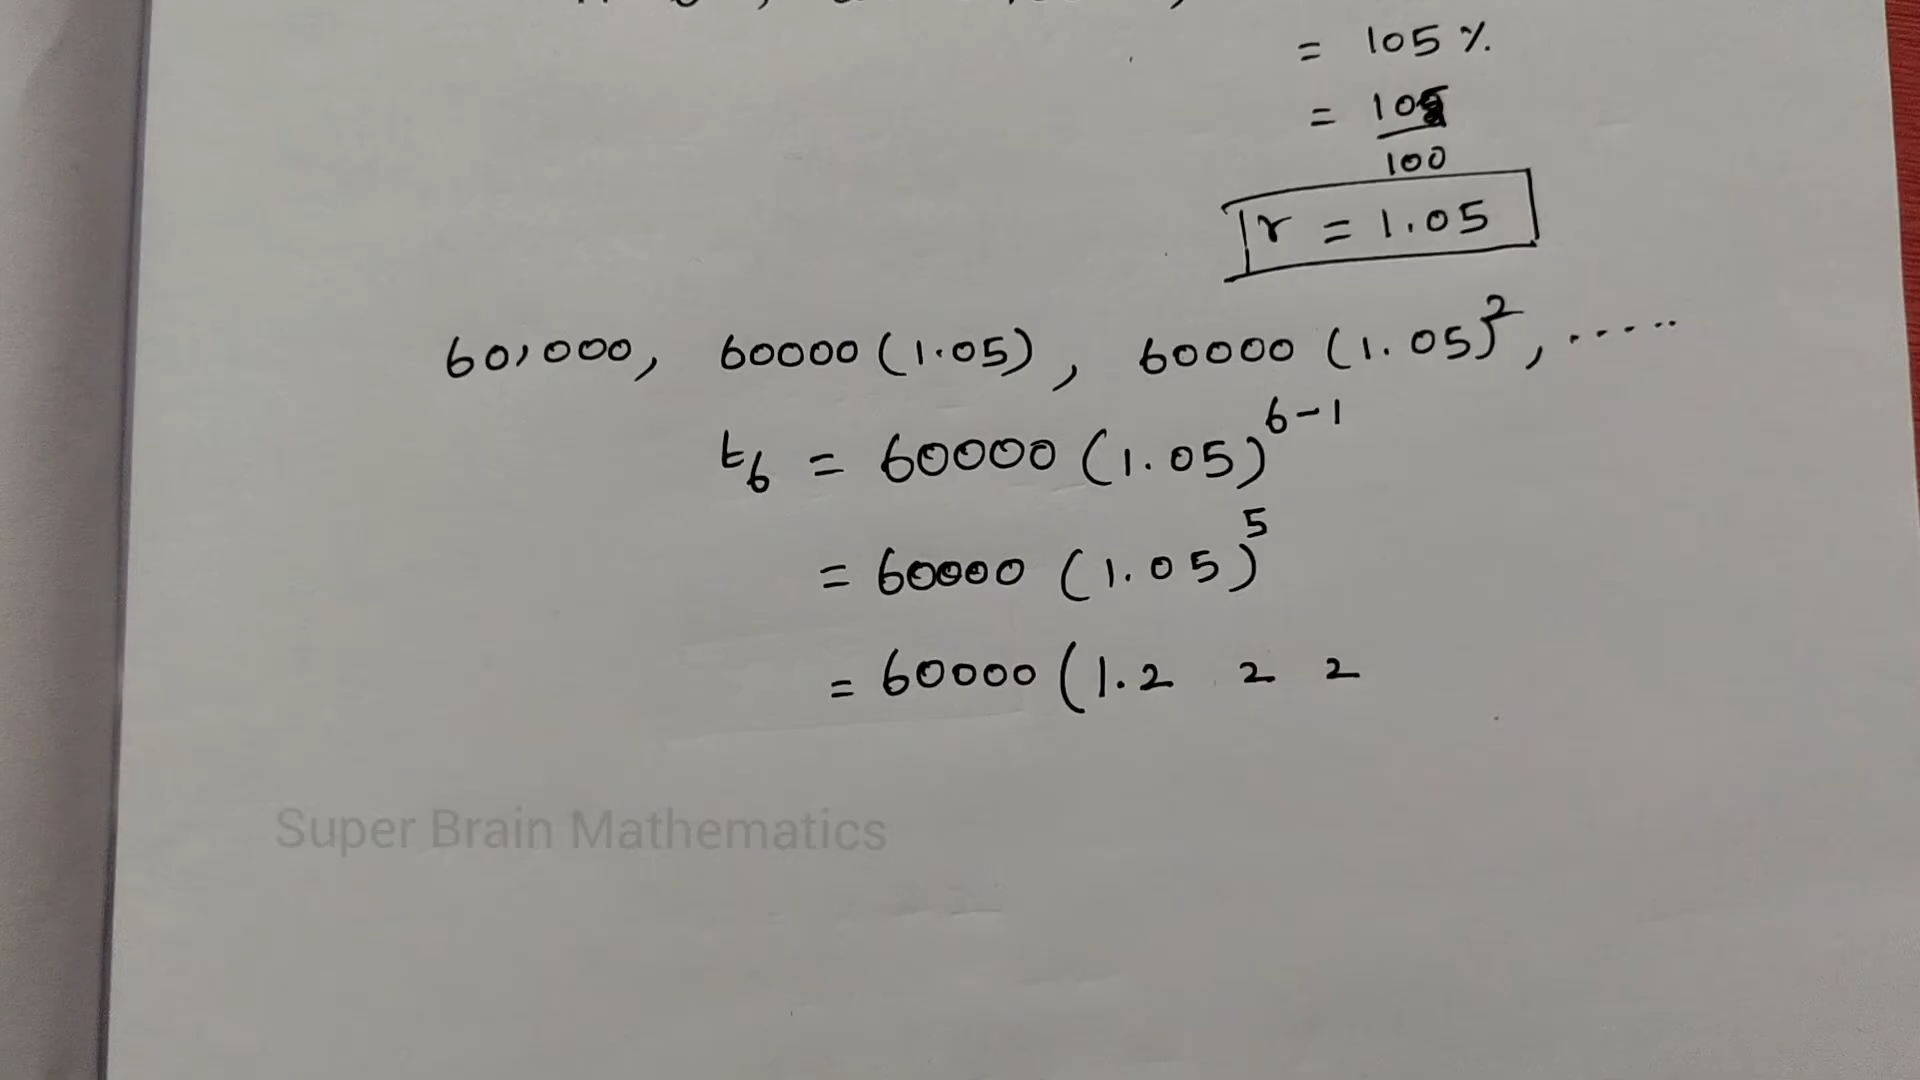 = 105 %
= 105
100
r = 1.05
60,000, 60000 (1.05), 60000 (1.05)², .....
t₆ = 60000 (1.05)⁶⁻¹
= 60000 (1.05)⁵
= 60000 (1.2 2 2
Super Brain Mathematics